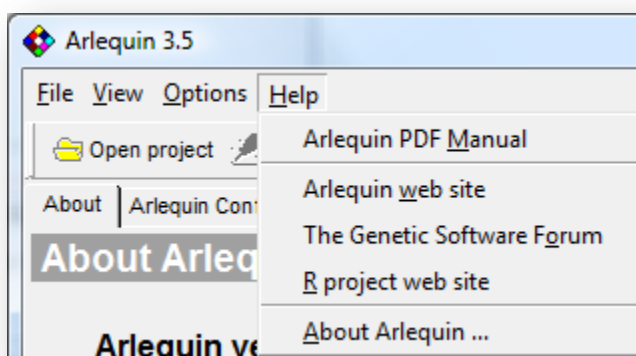 Arlequin 3.5
File View Options Help
Open project
Arlequin PDF Manual
Arlequin web site
The Genetic Software Forum
R project web site
About Arlequin ...
About
Arlequin Con
About Arleq
Arlequin ve